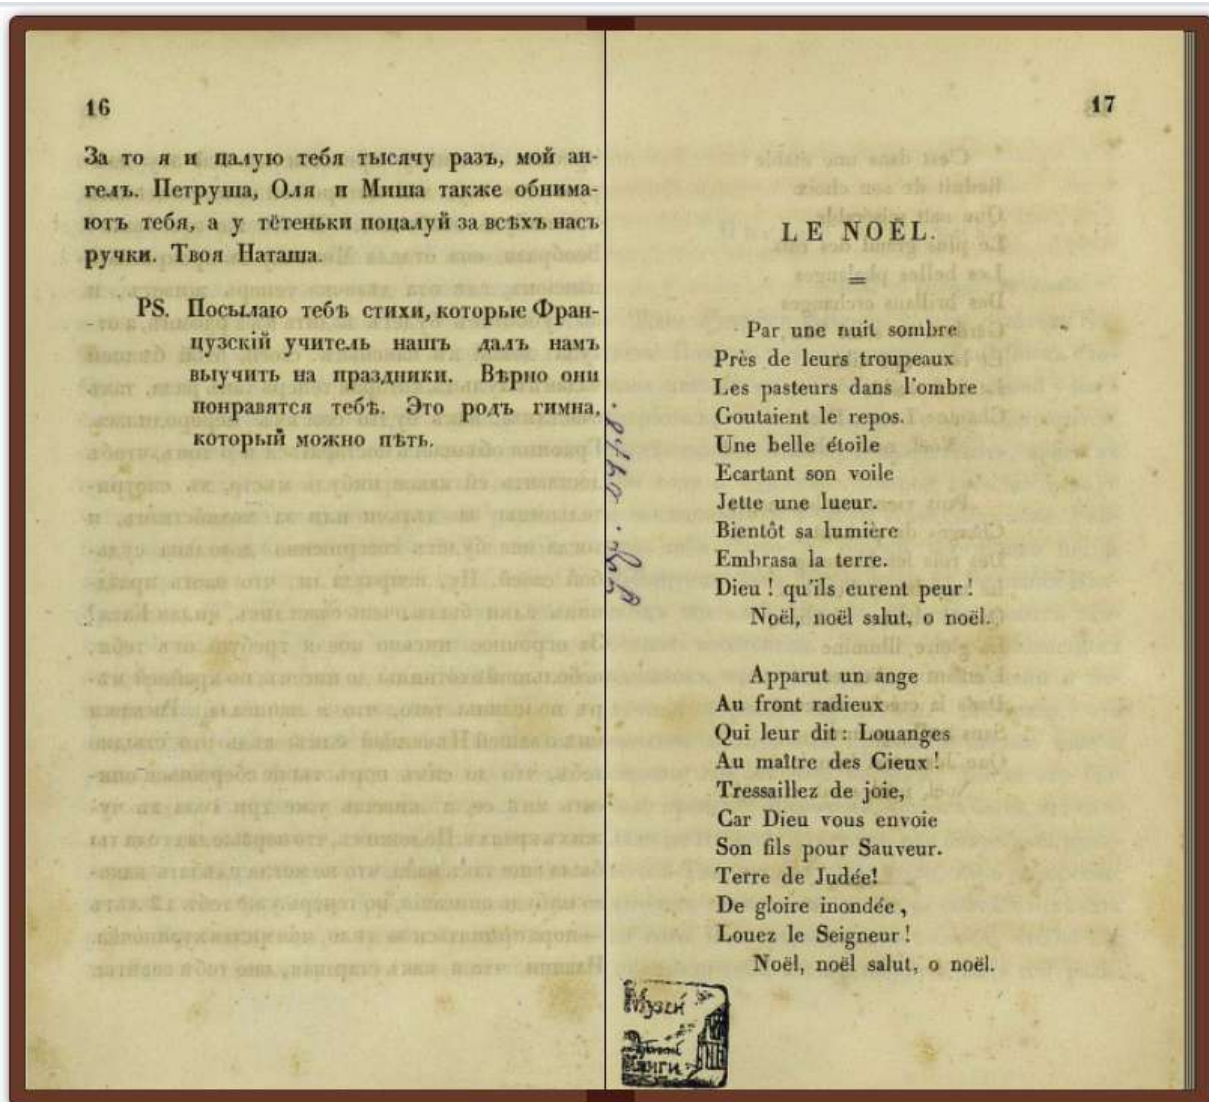 16
За то я и цалую тебя тысячу разъ, мой ан-
гелъ. Петруша, Оля и Миша также обнима-
ютъ тебя, а у тётеньки поцалуй за всѣхъ насъ
ручки. Твоя Наташа.
PS. Посылаю тебѣ стихи, которые Фран-
цузскій учитель нашъ далъ намъ
выучить на праздники. Вѣрно они
понравятся тебѣ. Это родъ гимна,
который можно пѣть.
17
LE NOËL.
Par une nuit sombre
Près de leurs troupeaux
Les pasteurs dans l'ombre
Goutaient le repos.
Une belle étoile
Ecartant son voile
Jette une lueur.
Bientôt sa lumière
Embrasa la terre.
Dieu ! qu'ils eurent peur !
Noël, noël salut, o noël.
Apparut un ange
Au front radieux
Qui leur dit: Louanges
Au maître des Cieux !
Tressaillez de joie,
Car Dieu vous envoie
Son fils pour Sauveur.
Terre de Judée!
De gloire inondée,
Louez le Seigneur !
Noël, noël salut, o noël.
Музей
книги